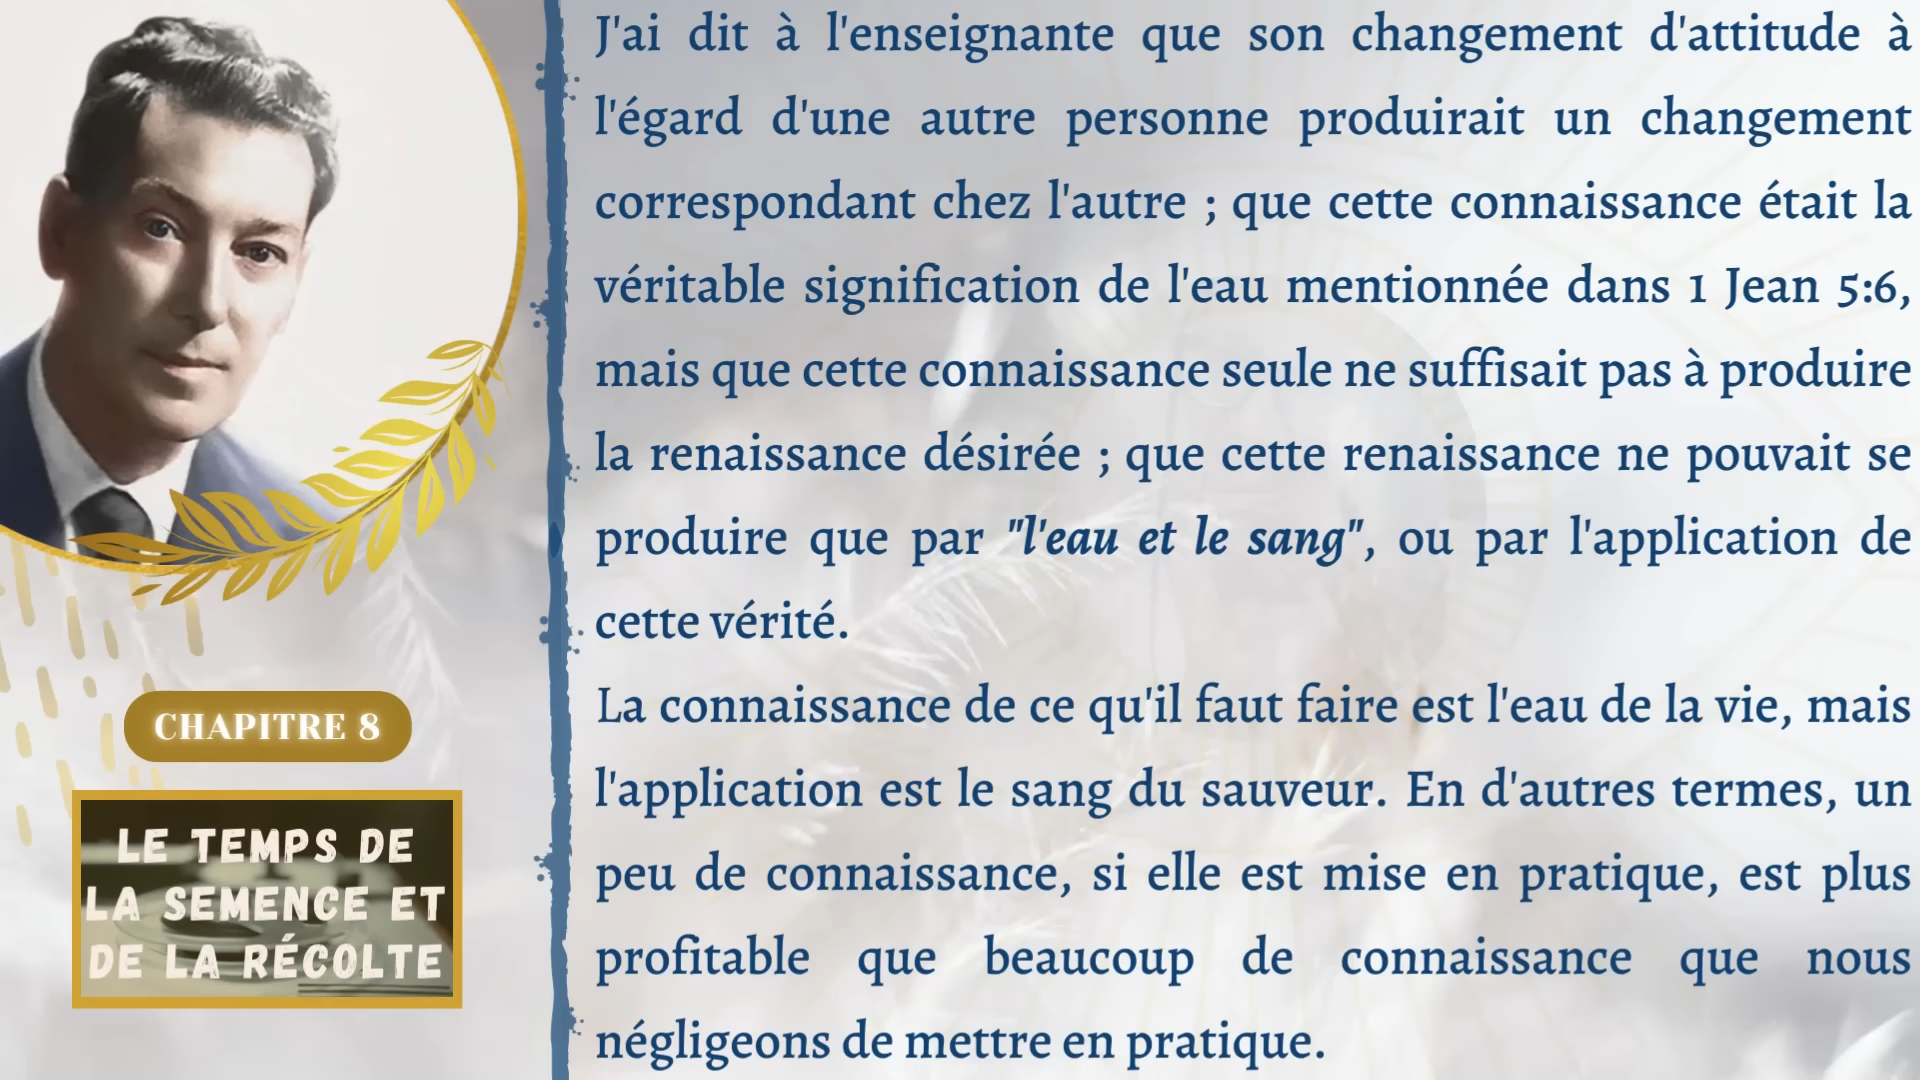 J'ai dit à l'enseignante que son changement d'attitude à
l'égard d'une autre personne produirait un changement
correspondant chez l'autre ; que cette connaissance était la
véritable signification de l'eau mentionnée dans 1 Jean 5:6,
mais que cette connaissance seule ne suffisait pas à produire
la renaissance désirée ; que cette renaissance ne pouvait se
produire que par "l'eau et le sang", ou par l'application de
cette vérité.
La connaissance de ce qu'il faut faire est l'eau de la vie, mais
l'application est le sang du sauveur. En d'autres termes, un
peu de connaissance, si elle est mise en pratique, est plus
profitable que beaucoup de connaissance que nous
négligeons de mettre en pratique.
CHAPITRE 8
LE TEMPS DE
LA SEMENCE ET
DE LA RÉCOLTE